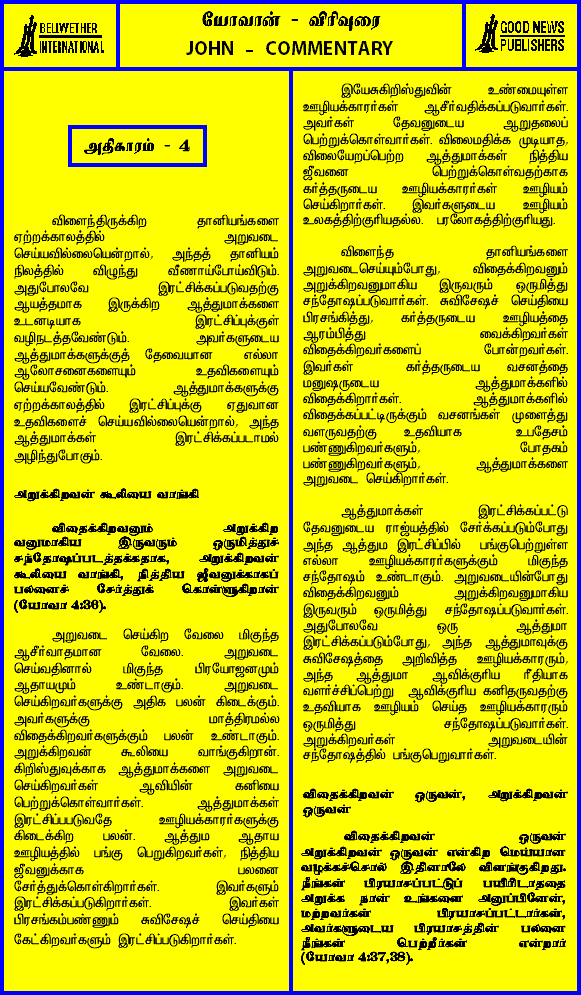 BELWETHER
INTERNATIONAL
யோவான் - விரிவுரை
JOHN – COMMENTARY
GOOD NEWS
PUBLISHERS
அதிகாரம் - 4
விளைந்திருக்கிற தானியங்களை
ஏற்றகாலத்தில் அறுவடை
செய்யவில்லையென்றால், அந்தத் தானியம்
நிலத்தில் விழுந்து வீணாய்போய்விடும்.
அதுபோலவே இரட்சிக்கப்படுவதற்கு
ஆயத்தமாக இருக்கிற ஆத்துமாக்களை
உடனடியாக இரட்சிப்புக்குள்
வழிநடத்தவேண்டும். அவர்களுடைய
ஆத்துமாக்களுக்குத் தேவையான எல்லா
ஆலோசனைகளையும் உதவிகளையும்
செய்யவேண்டும். ஆத்துமாக்களுக்கு
ஏற்றகாலத்தில் இரட்சிப்புக்கு ஏதுவான
உதவிகளைச் செய்யவில்லையென்றால், அந்த
ஆத்துமாக்கள் இரட்சிக்கப்படாமல்
அழிந்துபோகும்.
அறுக்கிறவன் கூலியை வாங்கி
விதைக்கிறவனும் அறுக்கிற
வனுமாகிய இருவரும் ஒருமித்துச்
சந்தோஷப்படத்தக்கதாக, அறுக்கிறவன்
கூலியை வாங்கி, நித்திய ஜீவனுக்காகப்
பலனைச் சேர்த்துக் கொள்ளுகிறான்
(யோவா 4:36).
அறுவடை செய்கிற வேலை மிகுந்த
ஆசீர்வாதமான வேலை. அறுவடை
செய்வதினால் மிகுந்த பிரயோஜனமும்
ஆதாயமும் உண்டாகும். அறுவடை
செய்கிறவர்களுக்கு அதிக பலன் கிடைக்கும்.
அவர்களுக்கு மாத்திரமல்ல
விதைக்கிறவர்களுக்கும் பலன் உண்டாகும்.
அறுக்கிறவன் கூலியை வாங்குகிறான்.
கிறிஸ்துவுக்காக ஆத்துமாக்களை அறுவடை
செய்கிறவர்கள் ஆவியின் கனியை
பெற்றுக்கொள்வார்கள். ஆத்துமாக்கள்
இரட்சிப்பபடுவதே ஊழியக்காரர்களுக்கு
கிடைக்கிற பலன். ஆத்தும ஆதாய
ஊழியத்தில் பங்கு பெறுகிறவர்கள், நித்திய
ஜீவனுக்காக பலனை
சேர்த்துக்கொள்கிறார்கள். இவர்களும்
இரட்சிக்கப்படுகிறார்கள். இவர்கள்
பிரசங்கம்பண்ணும் சுவிசேஷச் செய்தியை
கேட்கிறவர்களும் இரட்சிப்படுகிறார்கள்.
இயேசுகிறிஸ்துவின் உண்மையுள்ள
ஊழியக்காரர்கள் ஆசீர்வதிக்கப்படுவார்கள்.
அவர்கள் தேவனுடைய ஆறுதலைப்
பெற்றுக்கொள்வார்கள். விலைமதிக்க முடியாத,
விலையேறப்பெற்ற ஆத்துமாக்கள் நித்திய
ஜீவனை பெற்றுக்கொள்வதற்காக
கர்த்தருடைய ஊழியக்காரர்கள் ஊழியம்
செய்கிறார்கள். இவர்களுடைய ஊழியம்
உலகத்திற்குரியதல்ல. பரலோகத்திற்குரியது.
விளைந்த தானியங்களை
அறுவடைசெய்யும்போது, விதைக்கிறவனும்
அறுக்கிறவனுமாகிய இருவரும் ஒருமித்து
சந்தோஷப்படுவார்கள். சுவிசேஷச் செய்தியை
பிரசங்கித்து, கர்த்தருடைய ஊழியத்தை
ஆரம்பித்து வைக்கிறவர்கள்
விதைக்கிறவர்களைப் போன்றவர்கள்.
இவர்கள் கர்த்தருடைய வசனத்தை
மனுஷருடைய ஆத்துமாக்களில்
விதைக்கிறார்கள். ஆத்துமாக்களில்
விதைக்கப்பட்டிருக்கும் வசனங்கள் முளைத்து
வளருவதற்கு உதவியாக உபதேசம்
பண்ணுகிறவர்களும், போதகம்
பண்ணுகிறவர்களும், ஆத்துமாக்களை
அறுவடை செய்கிறார்கள்.
ஆத்துமாக்கள் இரட்சிக்கப்பட்டு
தேவனுடைய ராஜ்யத்தில் சேர்க்கப்படும்போது
அந்த ஆத்தும இரட்சிப்பில் பங்குபெற்றுள்ள
எல்லா ஊழியக்காரர்களுக்கும் மிகுந்த
சந்தோஷம் உண்டாகும். அறுவடையின்போது
விதைக்கிறவனும் அறுக்கிறவனுமாகிய
இருவரும் ஒருமித்து சந்தோஷப்படுவார்கள்.
அதுபோலவே ஒரு ஆத்துமா
இரட்சிக்கப்படும்போது, அந்த ஆத்துமாவுக்கு
சுவிசேஷத்தை அறிவித்த ஊழியக்காரரும்,
அந்த ஆத்துமா ஆவிக்குரிய ரீதியாக
வளர்ச்சிப்பெற்று ஆவிக்குரிய கனிதருவதற்கு
உதவியாக ஊழியம் செய்த ஊழியக்காரரும்
ஒருமித்து சந்தோஷப்படுவார்கள்.
அறுக்கிறவர்கள் அறுவடையின்
சந்தோஷத்தில் பங்குபெறுவார்கள்.
விதைக்கிறவன் ஒருவன், அறுக்கிறவன்
ஒருவன்
விதைக்கிறவன் ஒருவன்
அறுக்கிறவன் ஒருவன் என்கிற மெய்யான
வழக்கச்சொல் இதினாலே விளங்குகிறது.
நீங்கள் பிரயாசப்பட்டுப் பயிரிடாததை
அறுக்க நான் உங்களை அனுப்பினேன்,
மற்றவர்கள் பிரயாசப்பட்டார்கள்,
அவர்களுடைய பிரயாசத்தின் பலனை
நீங்கள் பெற்றீர்கள் என்றார்
(யோவா 4:37,38).